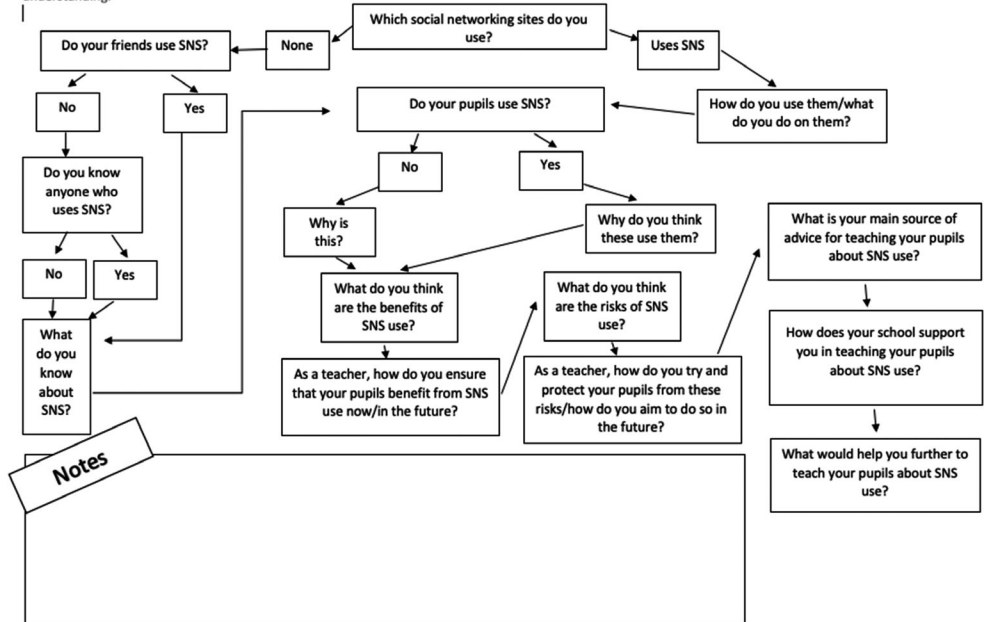 Which social networking sites do you
use?
Do your friends use SNS?
None
Uses SNS
No
Yes
Do your pupils use SNS?
How do you use them/what
do you do on them?
Do you know
anyone who
uses SNS?
No
Yes
Why is
this?
Why do you think
these use them?
What is your main source of
advice for teaching your pupils
about SNS use?
No
Yes
What do you think
are the benefits of
SNS use?
What do you think
are the risks of SNS
use?
What
do you
know
about
SNS?
How does your school support
you in teaching your pupils
about SNS use?
As a teacher, how do you ensure
that your pupils benefit from SNS
use now/in the future?
As a teacher, how do you try and
protect your pupils from these
risks/how do you aim to do so in
the future?
What would help you further to
teach your pupils about SNS
use?
Notes